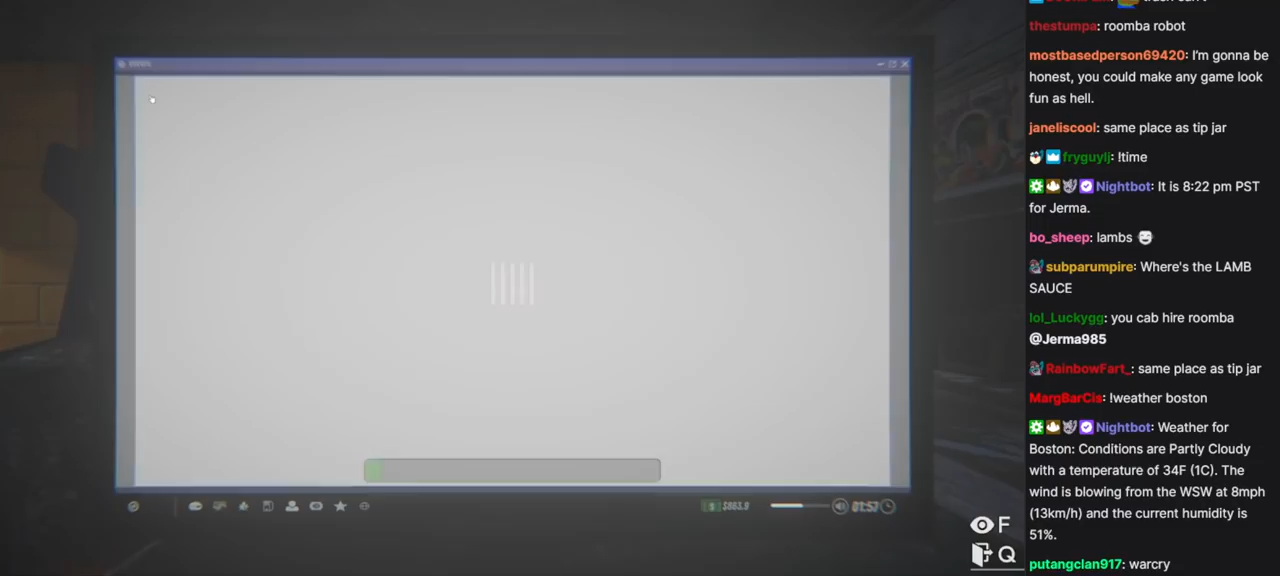 thestumpa: roomba robot
mostbasedperson69420: I'm gonna be
honest, you could make any game look
fun as hell.
janeliscool: same place as tip jar
fryguylj: !time
Nightbot: It is 8:22 pm PST
for Jerma.
bo_sheep: lambs
subparumpire: Where's the LAMB
SAUCE
lol_Luckygg: you cab hire roomba
@Jerma985
RainbowFart_: same place as tip jar
MargBarCis: !weather boston
Nightbot: Weather for
Boston: Conditions are Partly Cloudy
with a temperature of 34F (1C). The
wind is blowing from the WSW at 8mph
(13km/h) and the current humidity is
51%.
putangclan917: warcry
F
Q